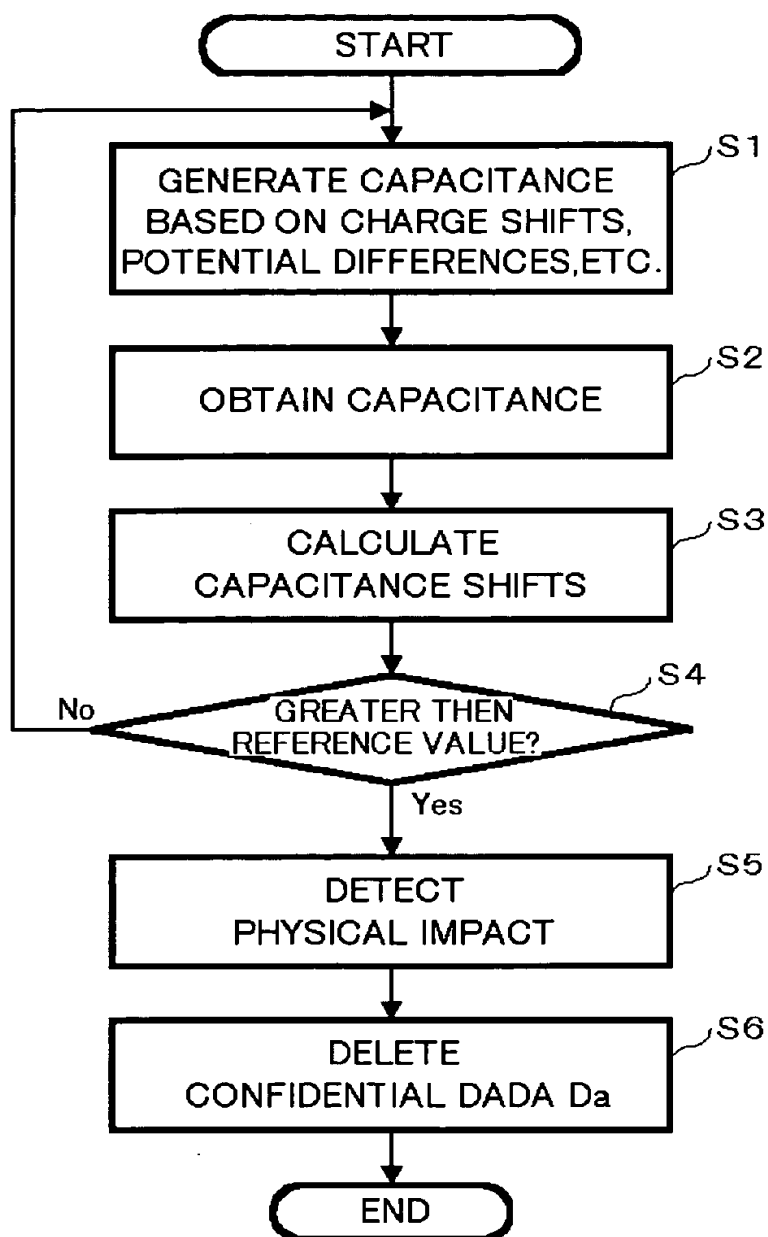 START
S1
GENERATE CAPACITANCE
BASED ON CHARGE SHIFTS,
POTENTIAL DIFFERENCES,ETC.
S2
OBTAIN CAPACITANCE
S3
CALCULATE
CAPACITANCE SHIFTS
S4
GREATER THEN
REFERENCE VALUE?
No
Yes
S5
DETECT
PHYSICAL IMPACT
S6
DELETE
CONFIDENTIAL DADA Da
END